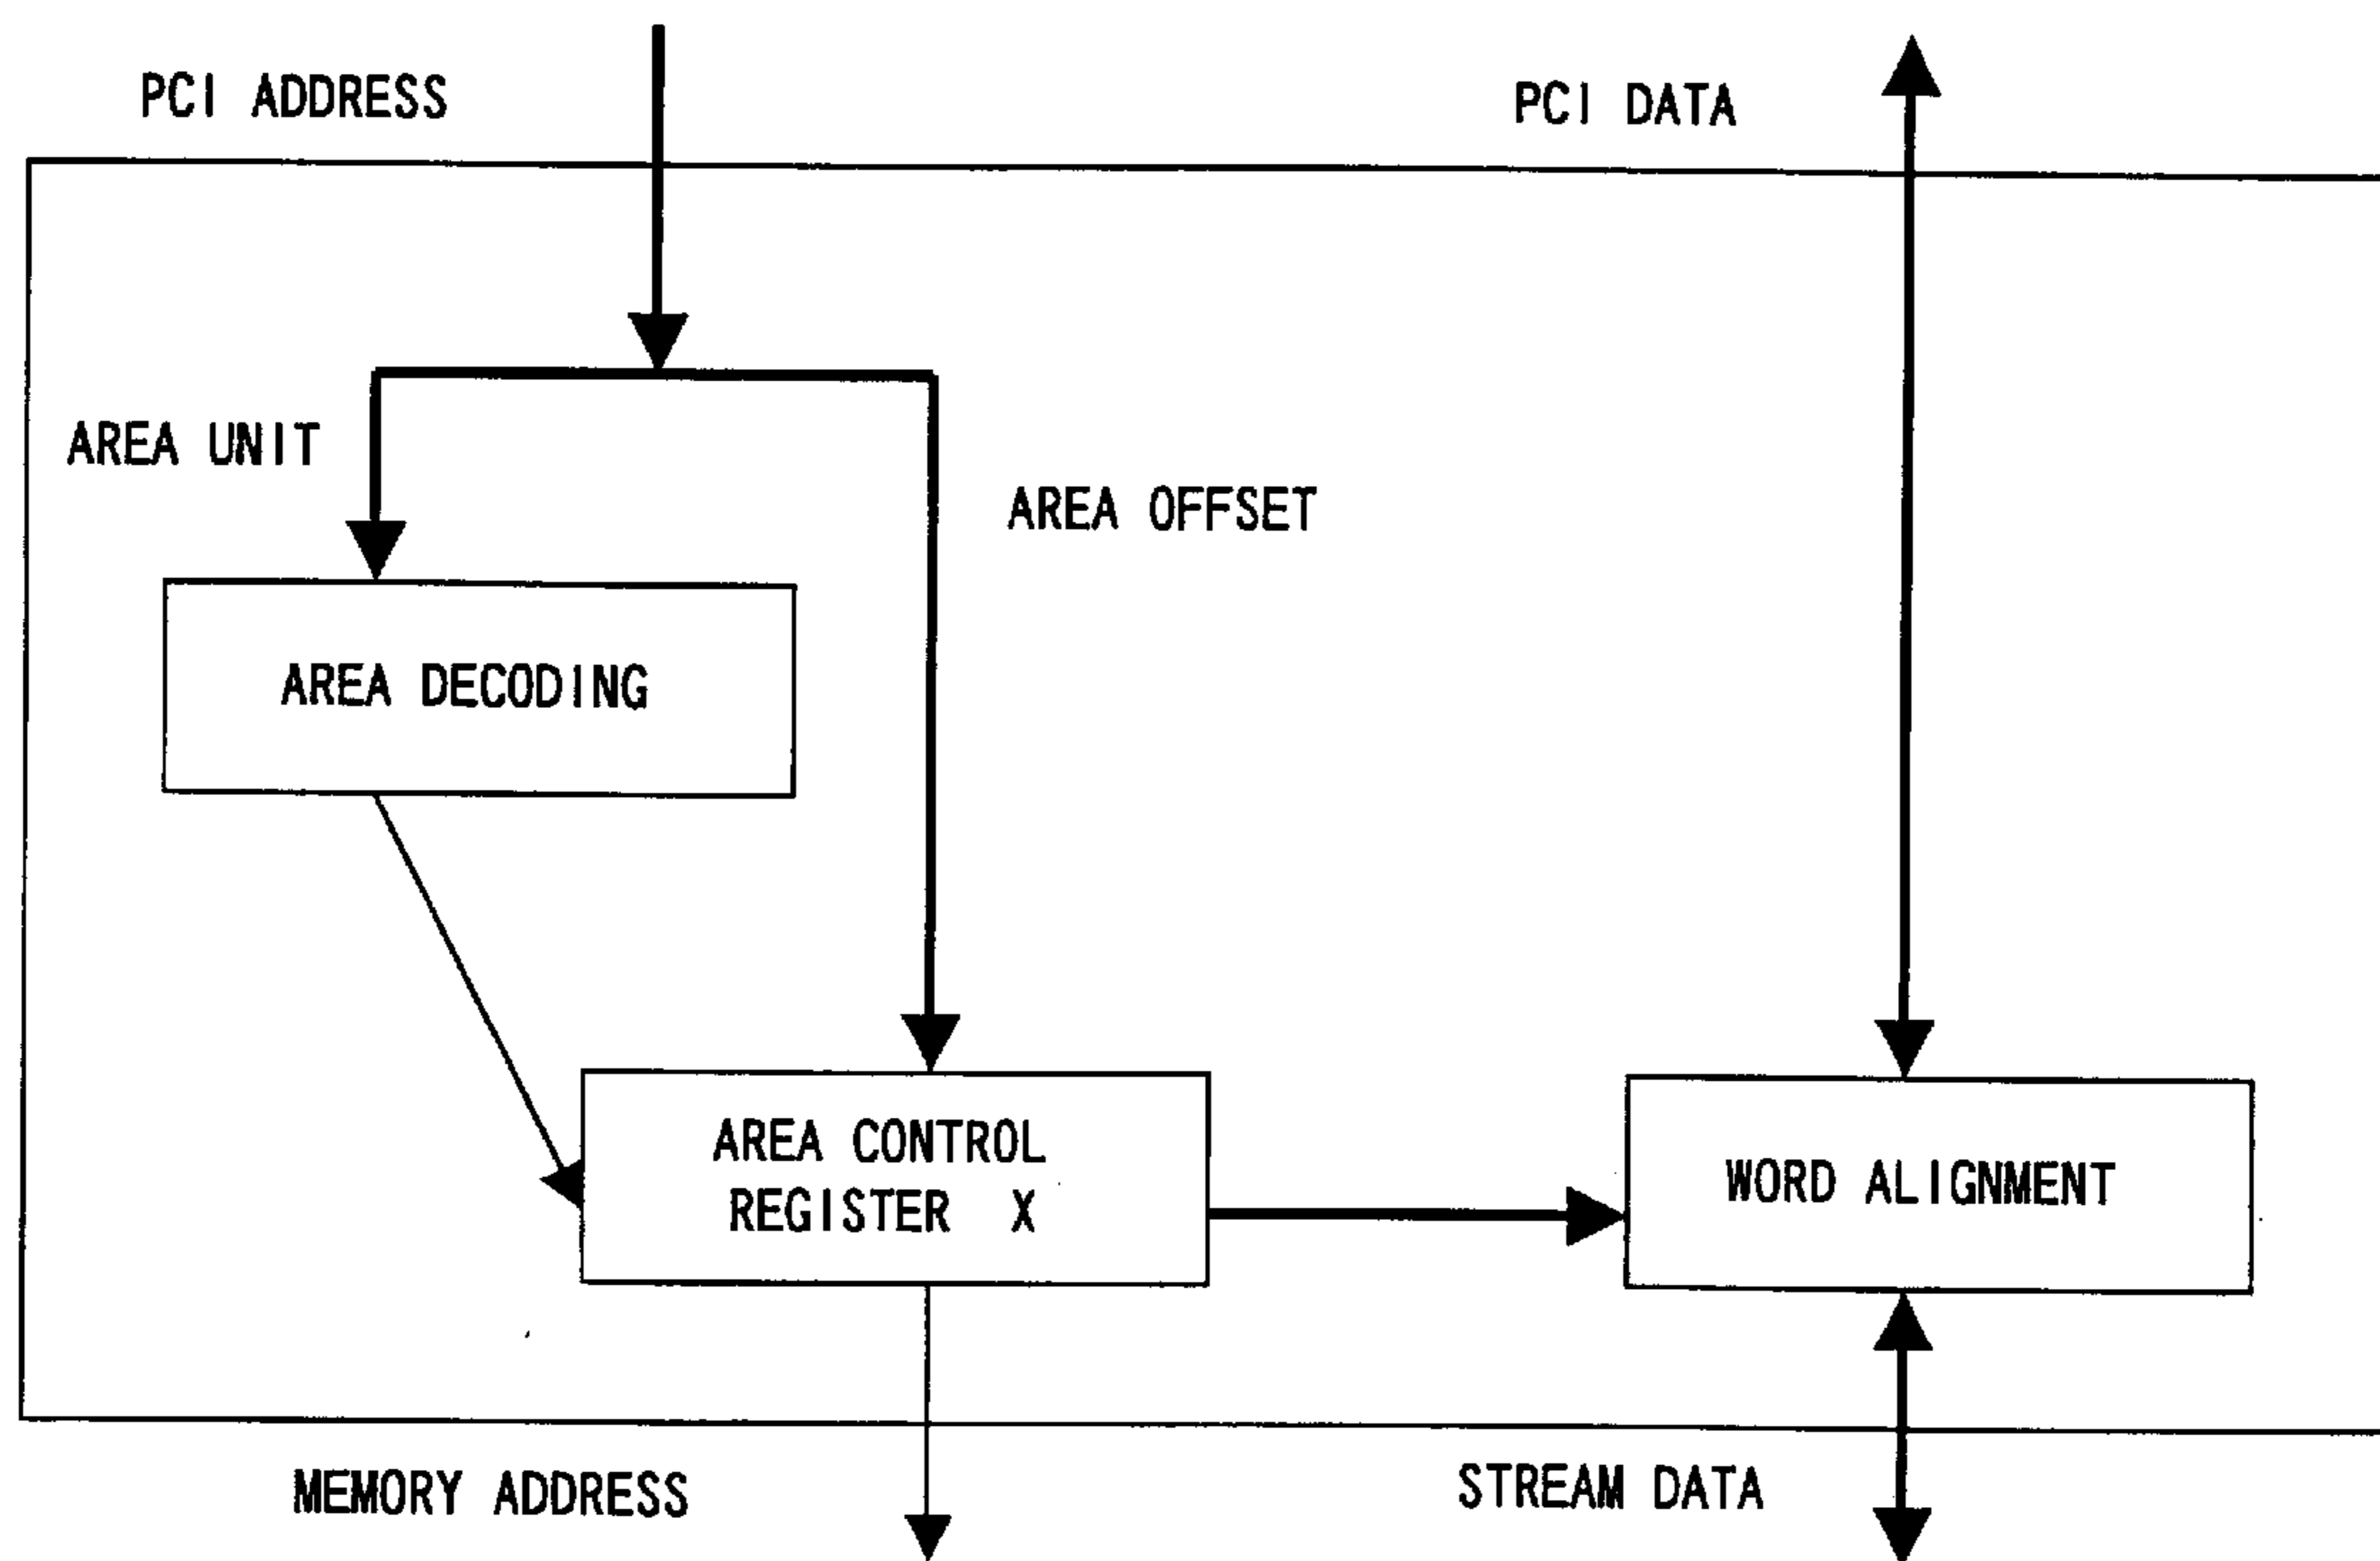 PCI ADDRESS
PCI DATA
AREA UNIT
AREA OFFSET
AREA DECODING
AREA CONTROL
REGISTER X
WORD ALIGNMENT
MEMORY ADDRESS
STREAM DATA